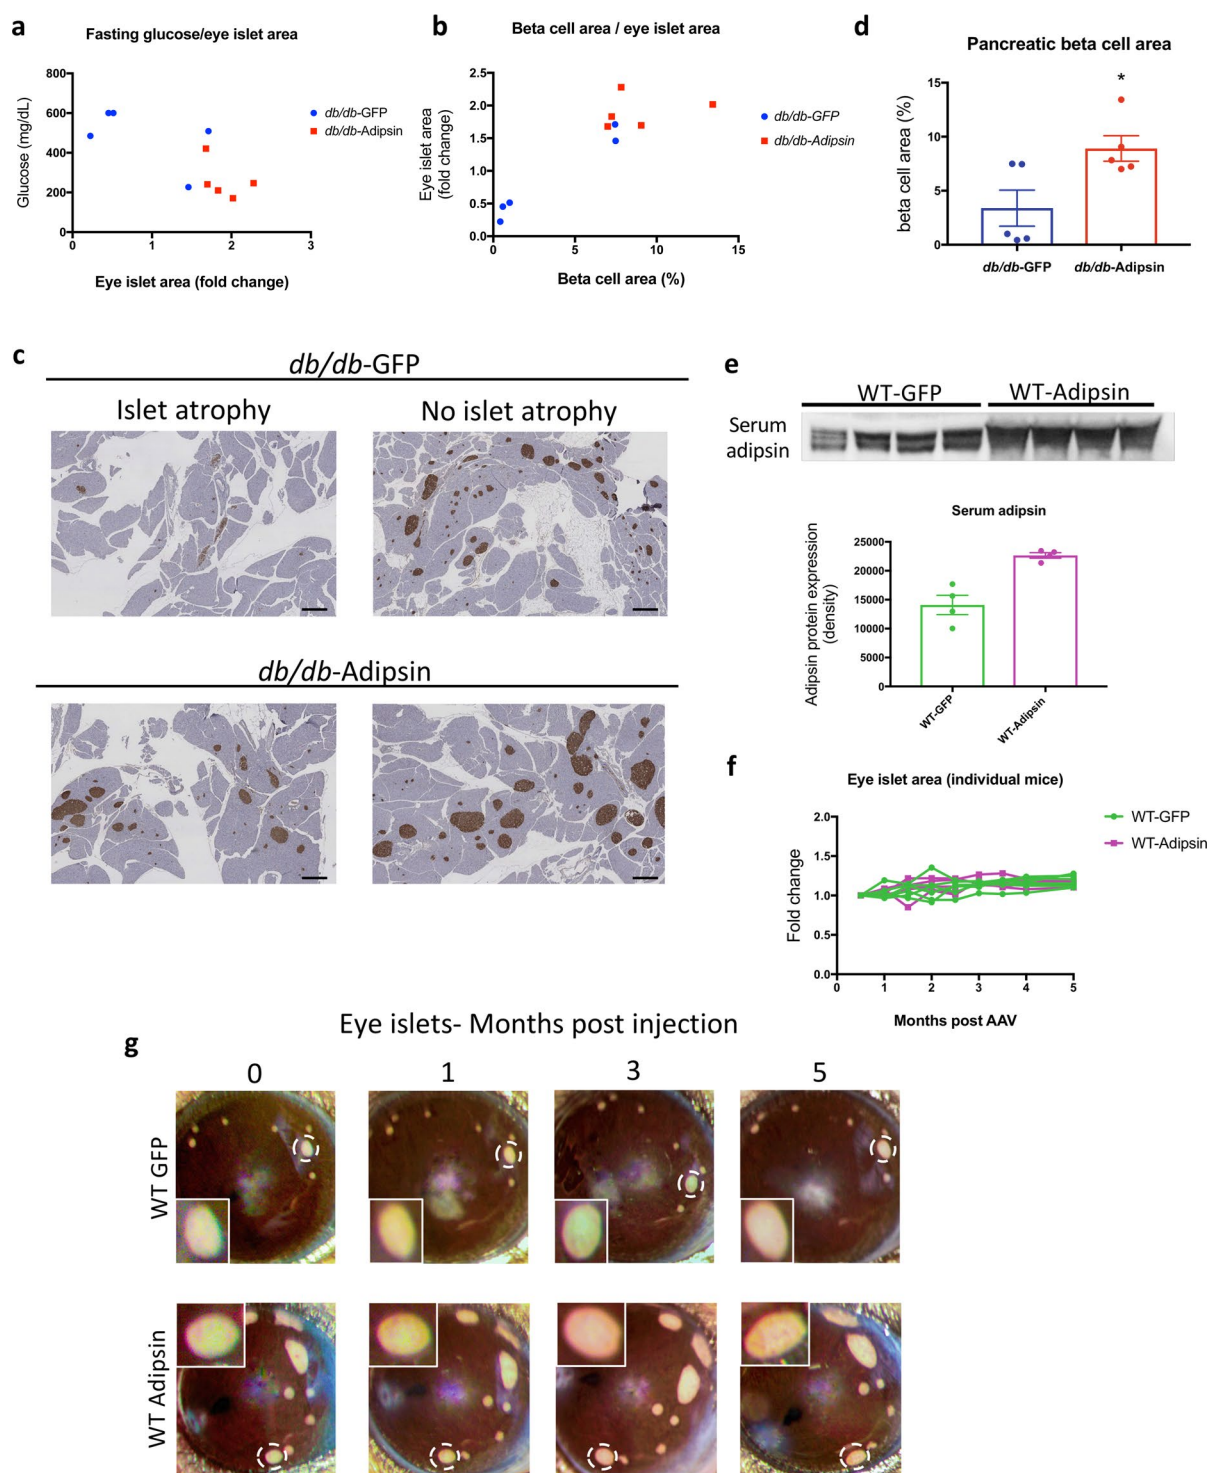 a
Fasting glucose/eye islet area
Glucose (mg/dL)
800
600
400
200
0
0 1 2 3
Eye islet area (fold change)
db/db-GFP
db/db-Adipsin
b
Beta cell area / eye islet area
Eye islet area
(fold change)
2.5
2.0
1.5
1.0
0.5
0.0
0 5 10 15
Beta cell area (%)
db/db-GFP
db/db-Adipsin
d
Pancreatic beta cell area
beta cell area (%)
15
10
5
0
*
db/db-GFP db/db-Adipsin
c
db/db-GFP
Islet atrophy No islet atrophy
db/db-Adipsin
e
WT-GFP WT-Adipsin
Serum
adipsin
Serum adipsin
Adipsin protein expression
(density)
25000
20000
15000
10000
5000
0
WT-GFP
WT-Adipsin
f
Eye islet area (individual mice)
Fold change
2.0
1.5
1.0
0.5
0.0
0 1 2 3 4 5
Months post AAV
WT-GFP
WT-Adipsin
g
Eye islets- Months post injection
0 1 3 5
WT GFP
WT Adipsin